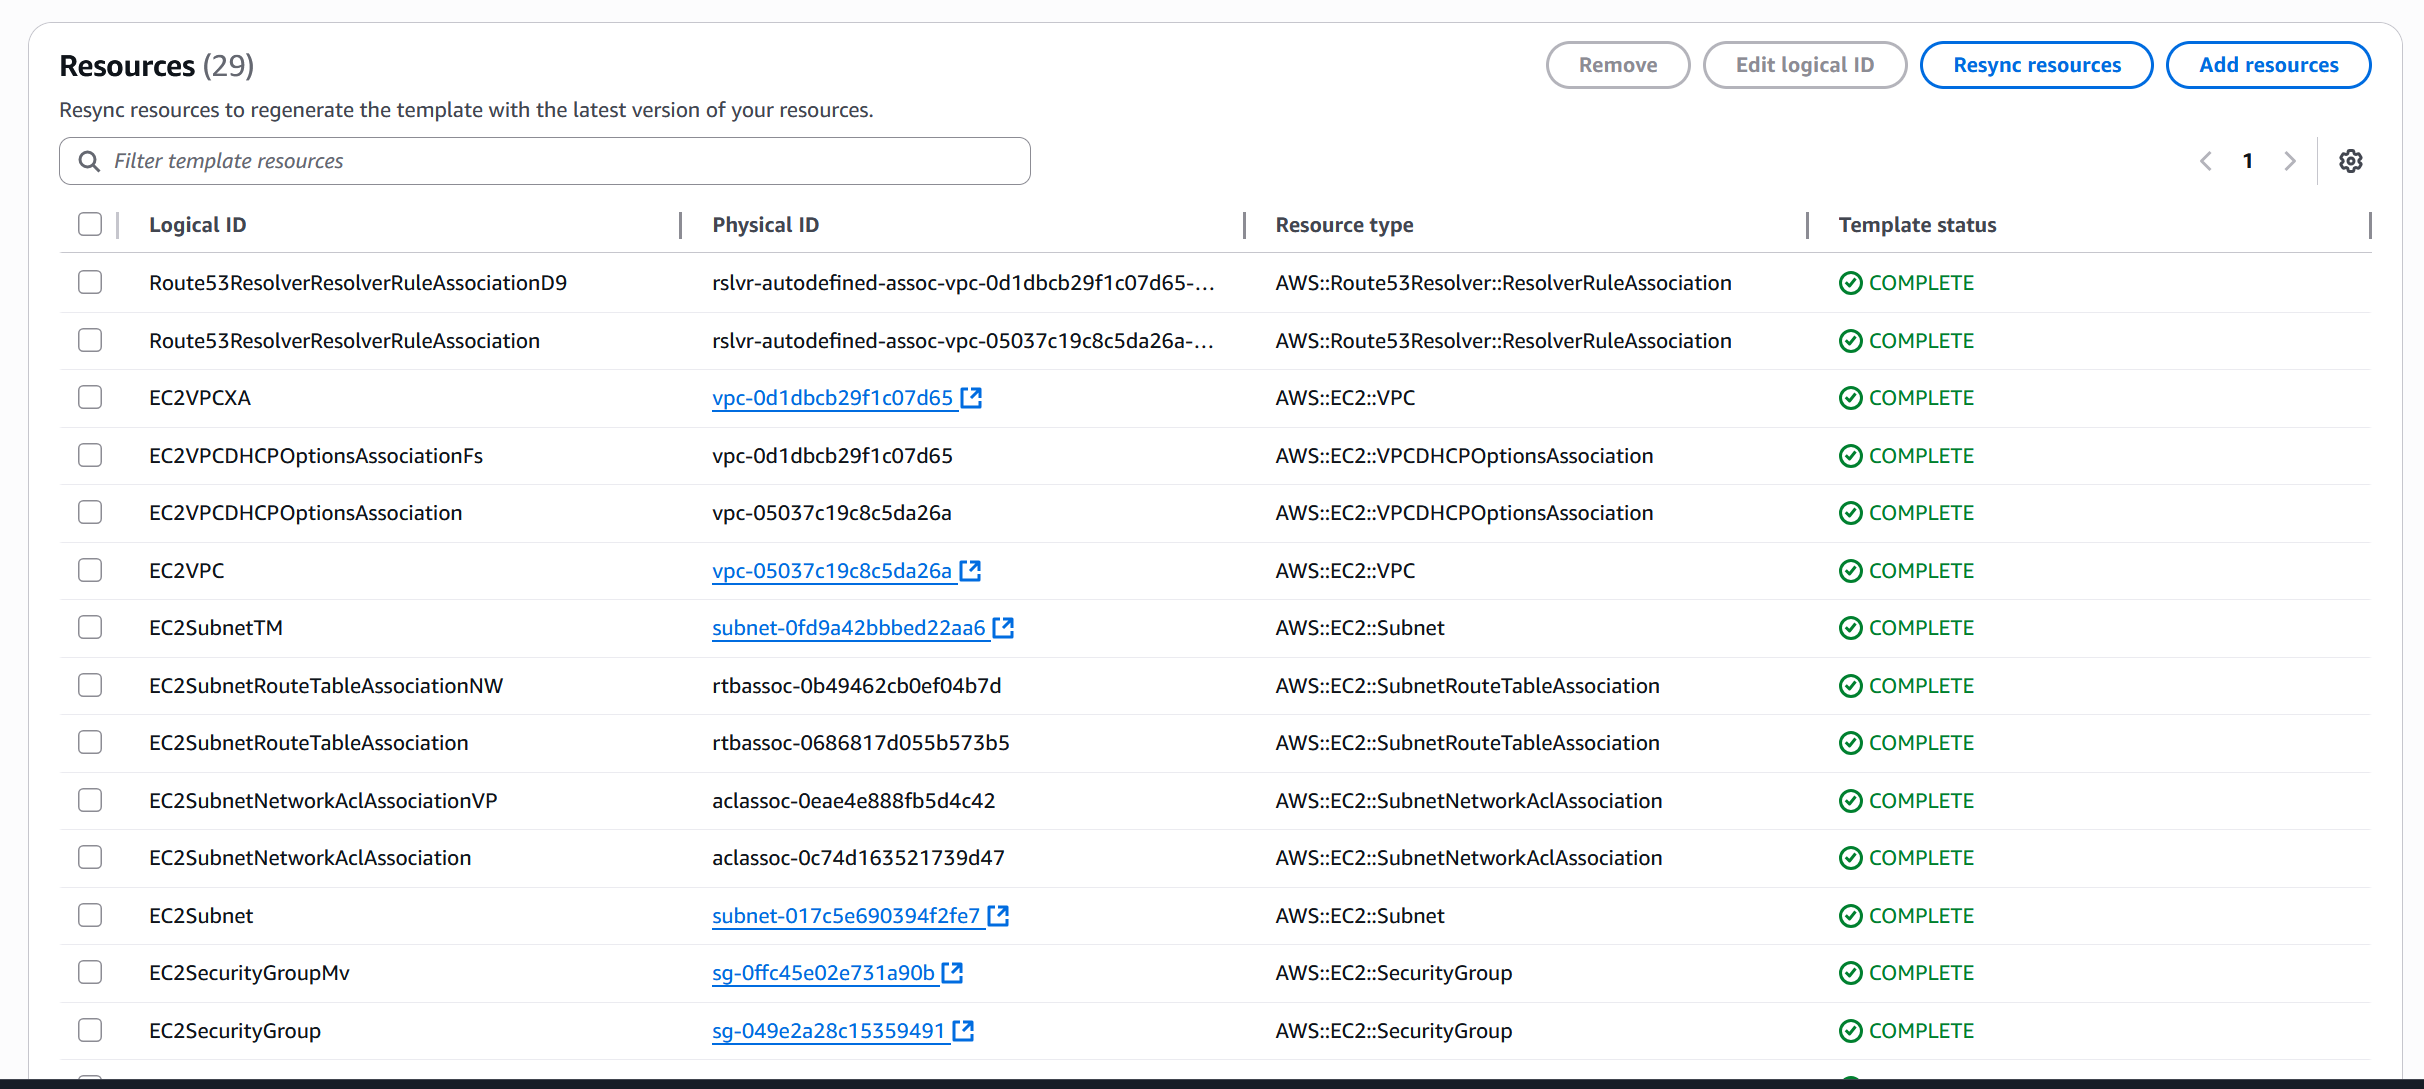 Resources (29)
Remove
Edit logical ID
Resync resources
Add resources
Resync resources to regenerate the template with the latest version of your resources.
Filter template resources
1
Logical ID Physical ID Resource type Template status
Route53ResolverResolverRuleAssociationD9 rslvr-autodefined-assoc-vpc-0d1dbcb29f1c07d65-... AWS::Route53Resolver::ResolverRuleAssociation COMPLETE
Route53ResolverResolverRuleAssociation rslvr-autodefined-assoc-vpc-05037c19c8c5da26a-... AWS::Route53Resolver::ResolverRuleAssociation COMPLETE
EC2VPCXA vpc-0d1dbcb29f1c07d65 AWS::EC2::VPC COMPLETE
EC2VPCDHCPOptionsAssociationFs vpc-0d1dbcb29f1c07d65 AWS::EC2::VPCDHCPOptionsAssociation COMPLETE
EC2VPCDHCPOptionsAssociation vpc-05037c19c8c5da26a AWS::EC2::VPCDHCPOptionsAssociation COMPLETE
EC2VPC vpc-05037c19c8c5da26a AWS::EC2::VPC COMPLETE
EC2SubnetTM subnet-0fd9a42bbbed22aa6 AWS::EC2::Subnet COMPLETE
EC2SubnetRouteTableAssociationNW rtbassoc-0b49462cb0ef04b7d AWS::EC2::SubnetRouteTableAssociation COMPLETE
EC2SubnetRouteTableAssociation rtbassoc-0686817d055b573b5 AWS::EC2::SubnetRouteTableAssociation COMPLETE
EC2SubnetNetworkAclAssociationVP aclassoc-0eae4e888fb5d4c42 AWS::EC2::SubnetNetworkAclAssociation COMPLETE
EC2SubnetNetworkAclAssociation aclassoc-0c74d163521739d47 AWS::EC2::SubnetNetworkAclAssociation COMPLETE
EC2Subnet subnet-017c5e690394f2fe7 AWS::EC2::Subnet COMPLETE
EC2SecurityGroupMv sg-0ffc45e02e731a90b AWS::EC2::SecurityGroup COMPLETE
EC2SecurityGroup sg-049e2a28c15359491 AWS::EC2::SecurityGroup COMPLETE